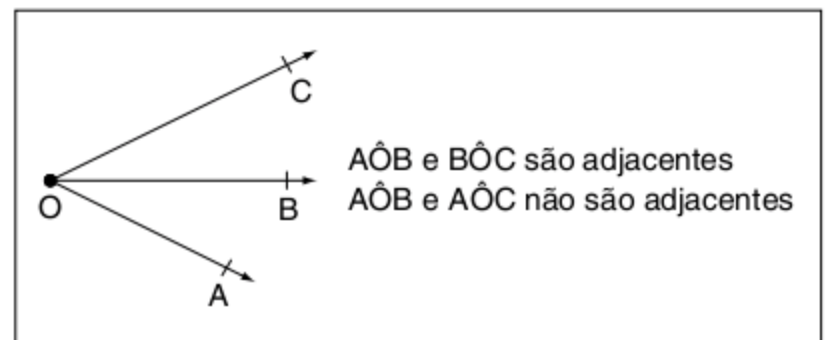 C
AÔB e BÔC são adjacentes
O
B
AÔB e AÔC não são adjacentes
A